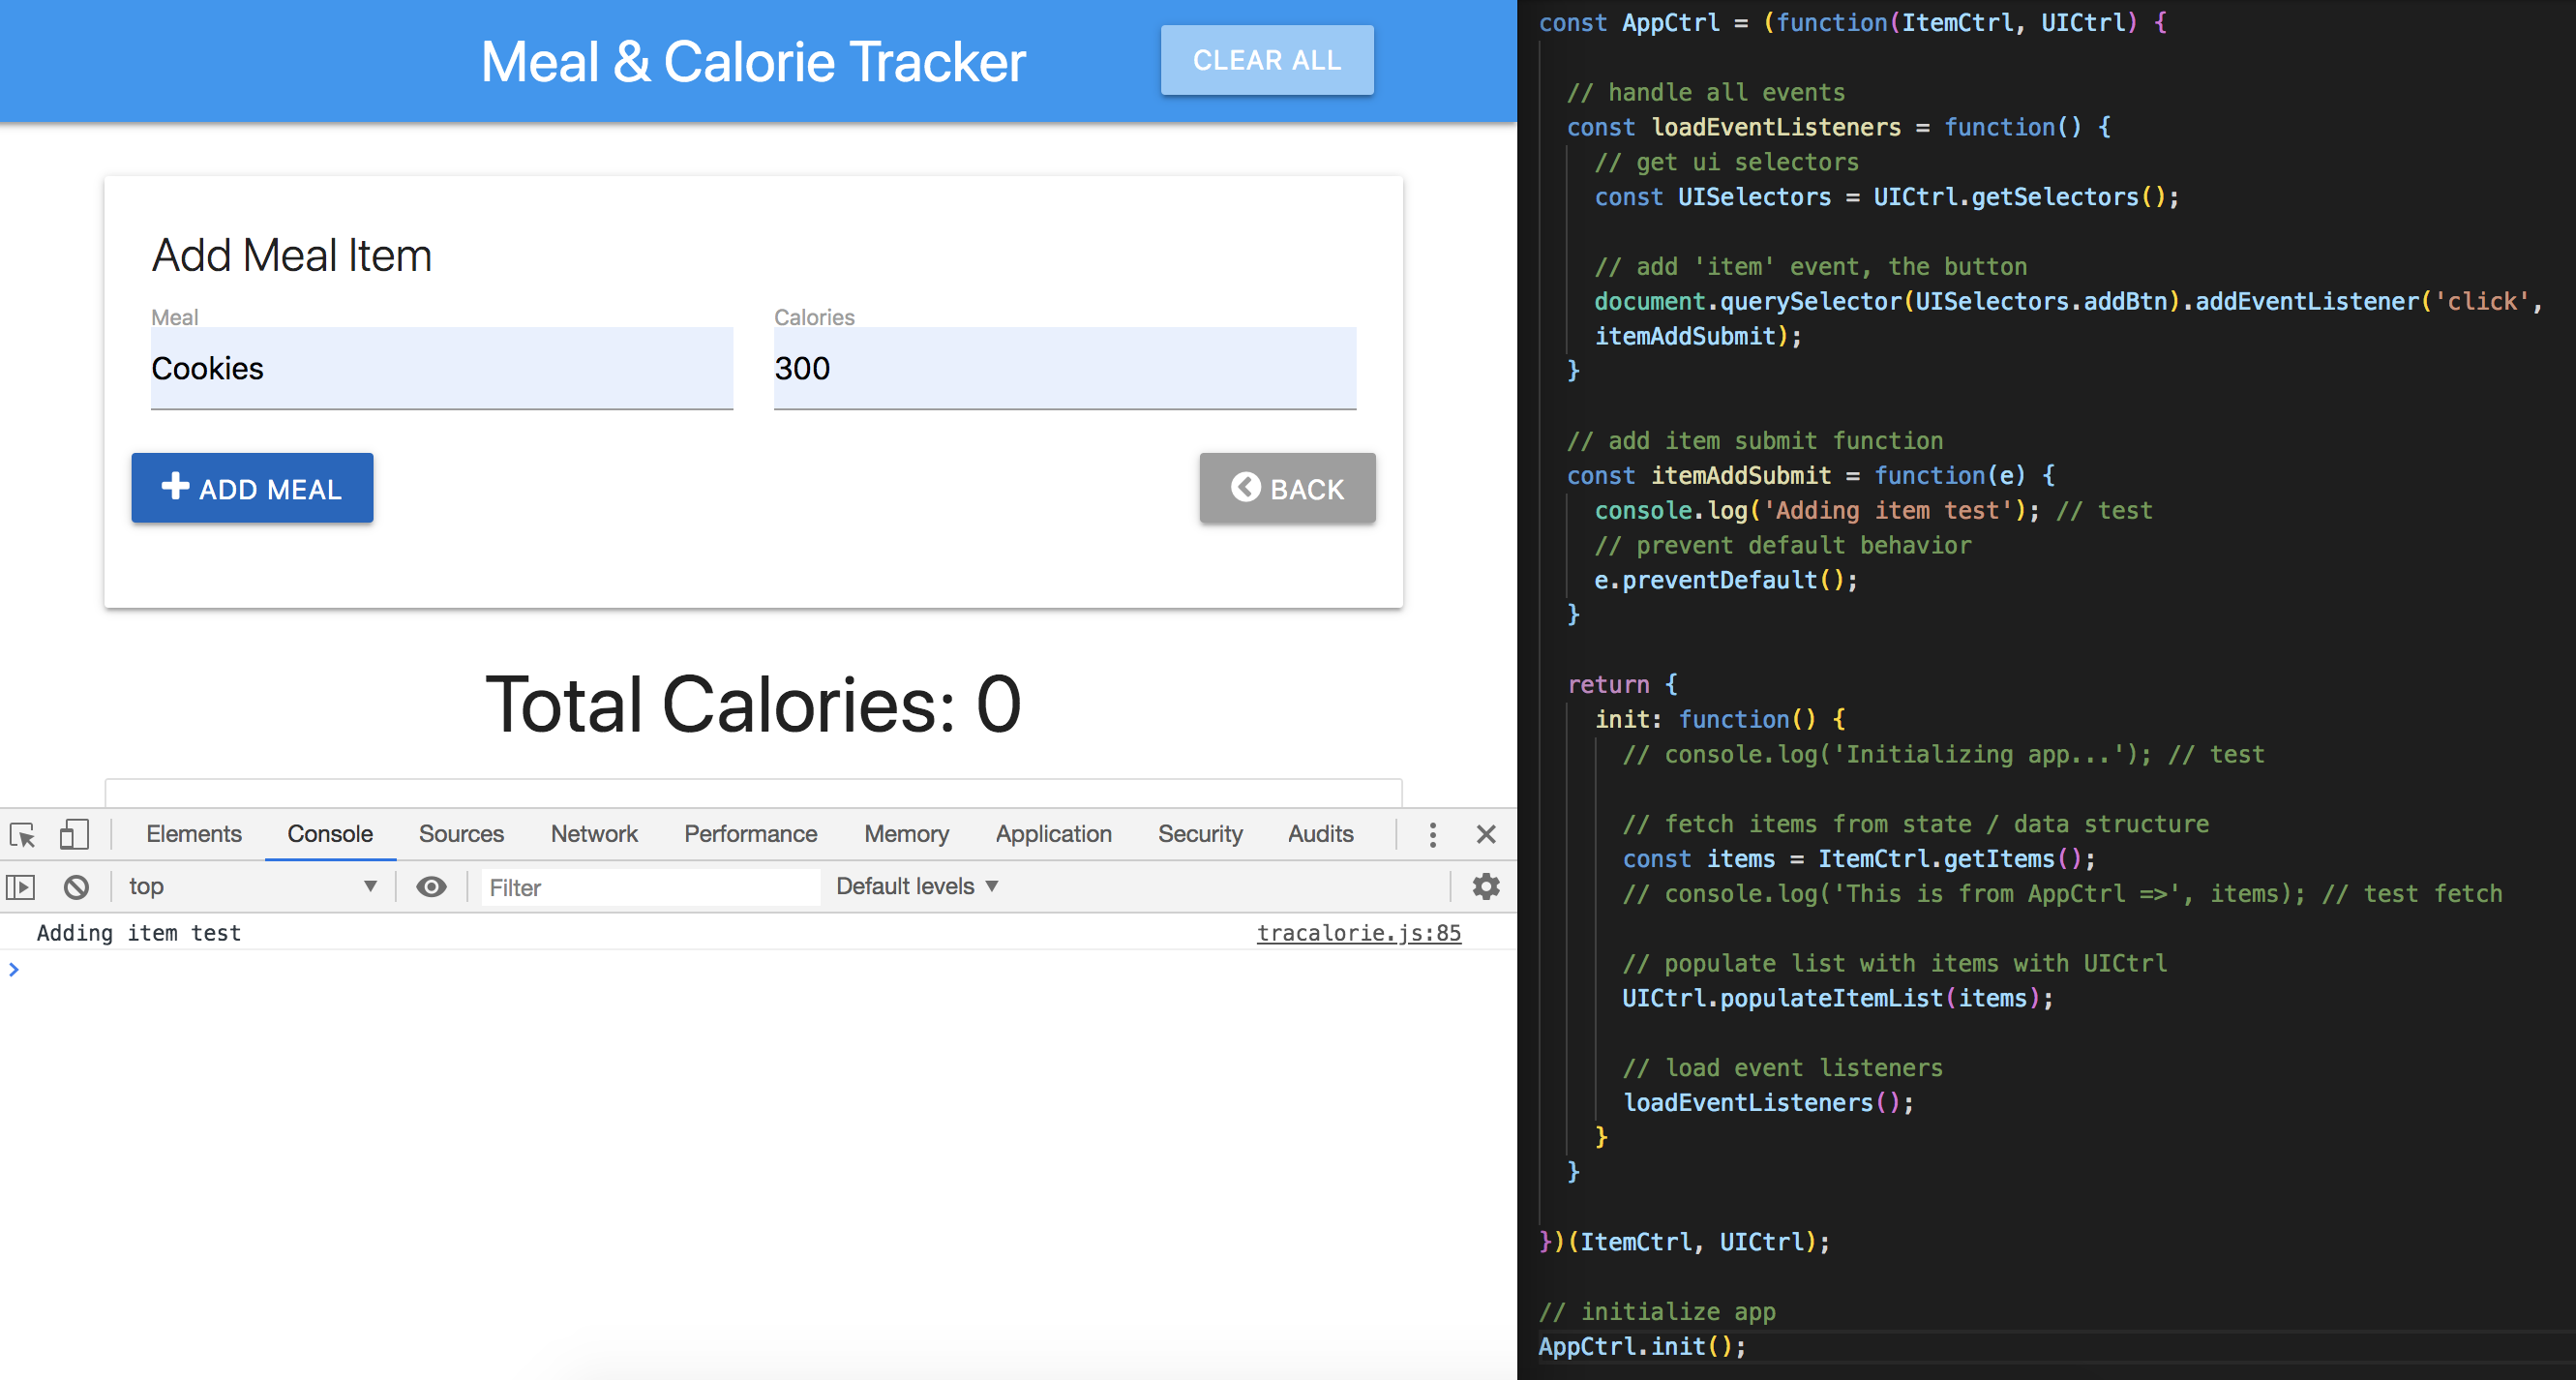 Meal & Calorie Tracker
CLEAR ALL
Add Meal Item
Meal
Calories
Cookies
300
ADD MEAL
BACK
Total Calories: 0
Elements
Console
Sources
Network
Performance
Memory
Application
Security
Audits
top
Filter
Default levels
Adding item test
tracalorie.js:85
const AppCtrl = (function(ItemCtrl, UICtrl) {
// handle all events
const loadEventListeners = function() {
// get ui selectors
const UISelectors = UICtrl.getSelectors();
// add 'item' event, the button
document.querySelector(UISelectors.addBtn).addEventListener('click',
itemAddSubmit);
}
// add item submit function
const itemAddSubmit = function(e) {
console.log('Adding item test'); // test
// prevent default behavior
e.preventDefault();
}
return {
init: function() {
// console.log('Initializing app...'); // test
// fetch items from state / data structure
const items = ItemCtrl.getItems();
// console.log('This is from AppCtrl =>', items); // test fetch
// populate list with items with UICtrl
UICtrl.populateItemList(items);
// load event listeners
loadEventListeners();
}
}
})(ItemCtrl, UICtrl);
// initialize app
AppCtrl.init();